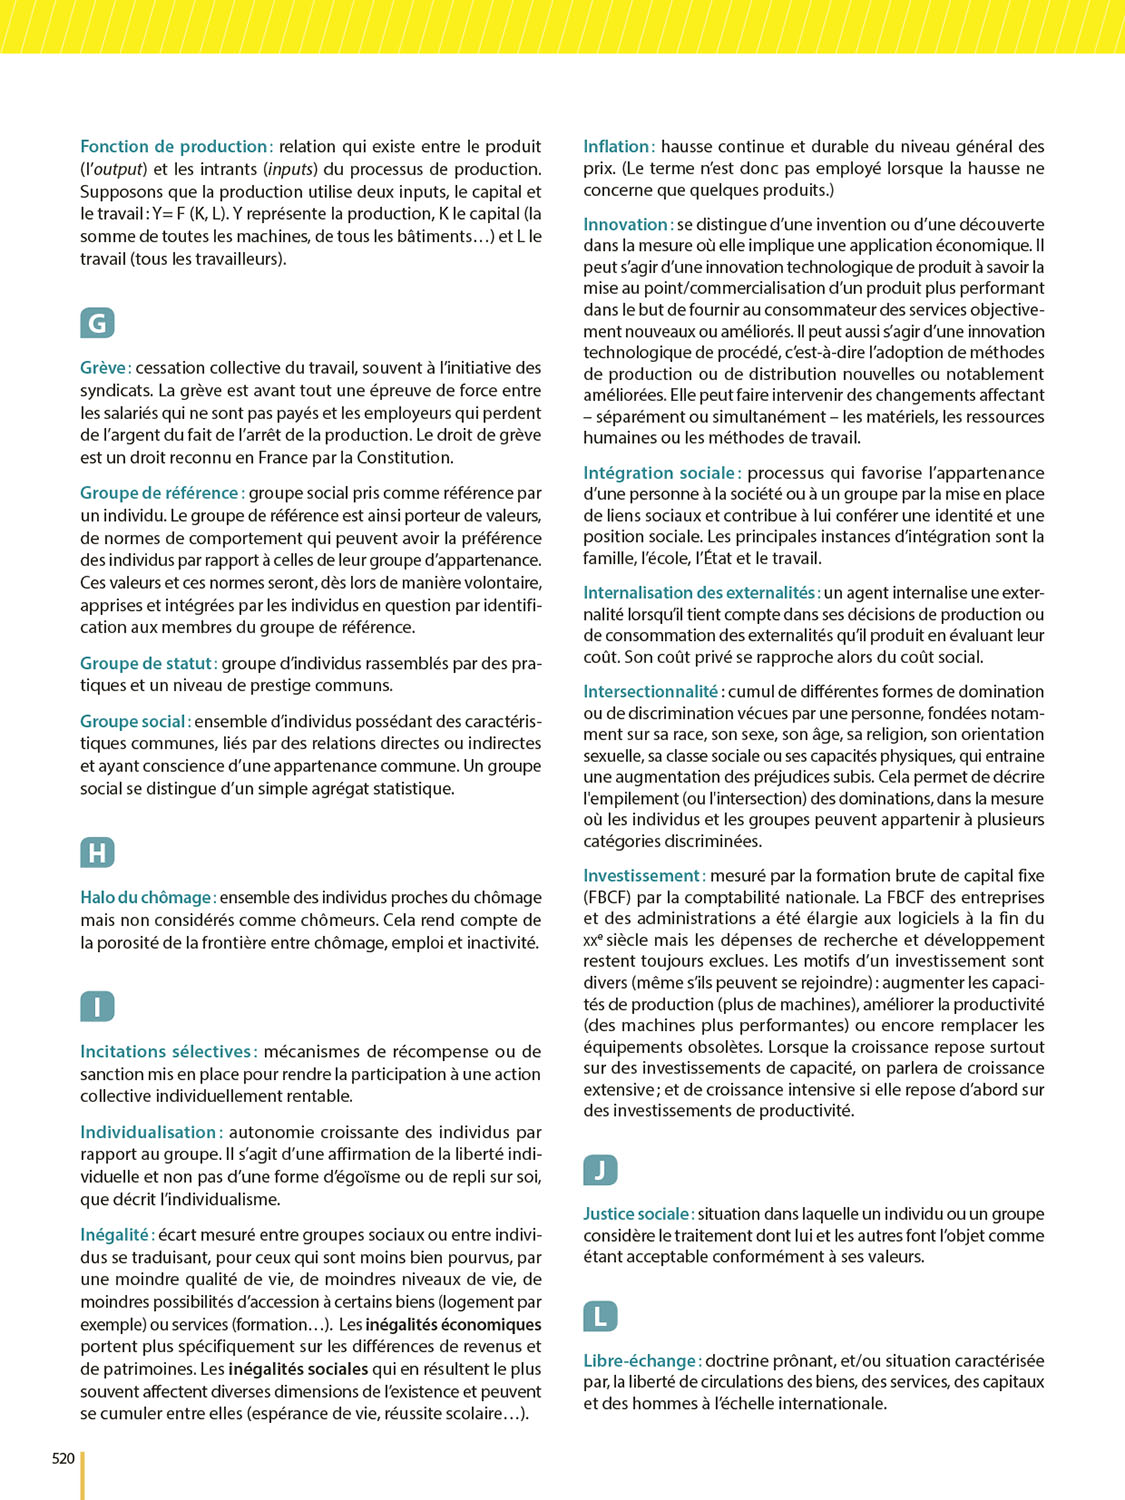 Fonction de production : relation qui existe entre le produit
(l’output) et les intrants (inputs) du processus de production.
Supposons que la production utilise deux inputs, le capital et
le travail : Y= F (K, L). Y représente la production, K le capital (la
somme de toutes les machines, de tous les bâtiments…) et L le
travail (tous les travailleurs).
G
Grève : cessation collective du travail, souvent à l’initiative des
syndicats. La grève est avant tout une épreuve de force entre
les salariés qui ne sont pas payés et les employeurs qui perdent
de l’argent du fait de l’arrêt de la production. Le droit de grève
est un droit reconnu en France par la Constitution.
Groupe de référence : groupe social pris comme référence par
un individu. Le groupe de référence est ainsi porteur de valeurs,
de normes de comportement qui peuvent avoir la préférence
des individus par rapport à celles de leur groupe d’appartenance.
Ces valeurs et ces normes seront, dès lors de manière volontaire,
apprises et intégrées par les individus en question par identifi-
cation aux membres du groupe de référence.
Groupe de statut : groupe d’individus rassemblés par des pra-
tiques et un niveau de prestige communs.
Groupe social : ensemble d’individus possédant des caractéris-
tiques communes, liés par des relations directes ou indirectes
et ayant conscience d’une appartenance commune. Un groupe
social se distingue d’un simple agrégat statistique.
H
Halo du chômage : ensemble des individus proches du chômage
mais non considérés comme chômeurs. Cela rend compte de
la porosité de la frontière entre chômage, emploi et inactivité.
I
Incitations sélectives : mécanismes de récompense ou de
sanction mis en place pour rendre la participation à une action
collective individuellement rentable.
Individualisation : autonomie croissante des individus par
rapport au groupe. Il s’agit d’une affirmation de la liberté indi-
viduelle et non pas d’une forme d’égoïsme ou de repli sur soi,
que décrit l’individualisme.
Inégalité : écart mesuré entre groupes sociaux ou entre indivi-
dus se traduisant, pour ceux qui sont moins bien pourvus, par
une moindre qualité de vie, de moindres niveaux de vie, de
moindres possibilités d’accession à certains biens (logement par
exemple) ou services (formation…). Les inégalités économiques
portent plus spécifiquement sur les différences de revenus et
de patrimoines. Les inégalités sociales qui en résultent le plus
souvent affectent diverses dimensions de l’existence et peuvent
se cumuler entre elles (espérance de vie, réussite scolaire…).
Inflation : hausse continue et durable du niveau général des
prix. (Le terme n’est donc pas employé lorsque la hausse ne
concerne que quelques produits.)
Innovation : se distingue d’une invention ou d’une découverte
dans la mesure où elle implique une application économique. Il
peut s’agir d’une innovation technologique de produit à savoir la
mise au point/commercialisation d’un produit plus performant
dans le but de fournir au consommateur des services objective-
ment nouveaux ou améliorés. Il peut aussi s’agir d’une innovation
technologique de procédé, c’est-à-dire l’adoption de méthodes
de production ou de distribution nouvelles ou notablement
améliorées. Elle peut faire intervenir des changements affectant
– séparément ou simultanément – les matériels, les ressources
humaines ou les méthodes de travail.
Intégration sociale : processus qui favorise l’appartenance
d’une personne à la société ou à un groupe par la mise en place
de liens sociaux et contribue à lui conférer une identité et une
position sociale. Les principales instances d’intégration sont la
famille, l’école, l’État et le travail.
Internalisation des externalités : un agent internalise une exter-
nalité lorsqu’il tient compte dans ses décisions de production ou
de consommation des externalités qu’il produit en évaluant leur
coût. Son coût privé se rapproche alors du coût social.
Intersectionnalité : cumul de différentes formes de domination
ou de discrimination vécues par une personne, fondées notam-
ment sur sa race, son sexe, son âge, sa religion, son orientation
sexuelle, sa classe sociale ou ses capacités physiques, qui entraine
une augmentation des préjudices subis. Cela permet de décrire
l'empilement (ou l'intersection) des dominations, dans la mesure
où les individus et les groupes peuvent appartenir à plusieurs
catégories discriminées.
Investissement : mesuré par la formation brute de capital fixe
(FBCF) par la comptabilité nationale. La FBCF des entreprises
et des administrations a été élargie aux logiciels à la fin du
XXe siècle mais les dépenses de recherche et développement
restent toujours exclues. Les motifs d’un investissement sont
divers (même s’ils peuvent se rejoindre) : augmenter les capaci-
tés de production (plus de machines), améliorer la productivité
(des machines plus performantes) ou encore remplacer les
équipements obsolètes. Lorsque la croissance repose surtout
sur des investissements de capacité, on parlera de croissance
extensive ; et de croissance intensive si elle repose d’abord sur
des investissements de productivité.
J
Justice sociale : situation dans laquelle un individu ou un groupe
considère le traitement dont lui et les autres font l’objet comme
étant acceptable conformément à ses valeurs.
L
Libre-échange : doctrine prônant, et/ou situation caractérisée
par, la liberté de circulations des biens, des services, des capitaux
et des hommes à l’échelle internationale.
520